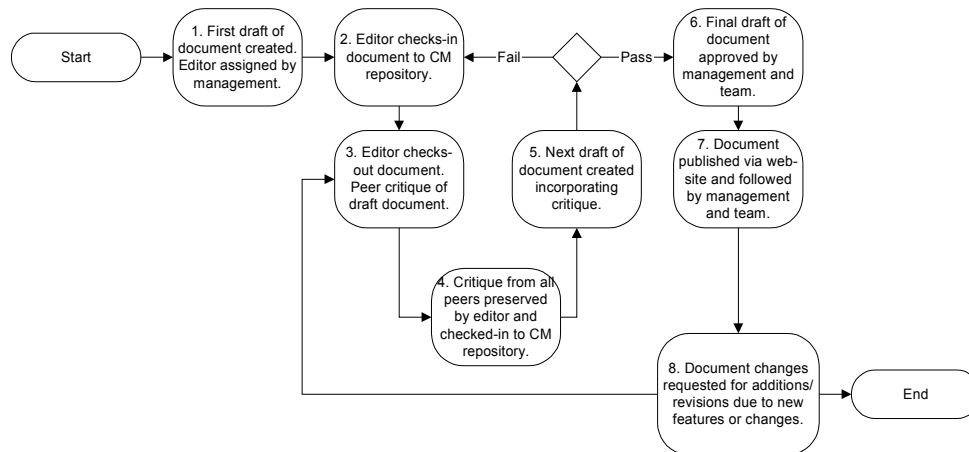 Start
1. First draft of
document created.
Editor assigned by
management.
2. Editor checks-in
document to CM
repository.
Fail
Pass
6. Final draft of
document
approved by
management and
team.
3. Editor checks-
out document.
Peer critique of
draft document.
5. Next draft of
document created
incorporating
critique.
7. Document
published via web-
site and followed
by management
and team.
4. Critique from all
peers preserved
by editor and
checked-in to CM
repository.
8. Document changes
requested for additions/
revisions due to new
features or changes.
End